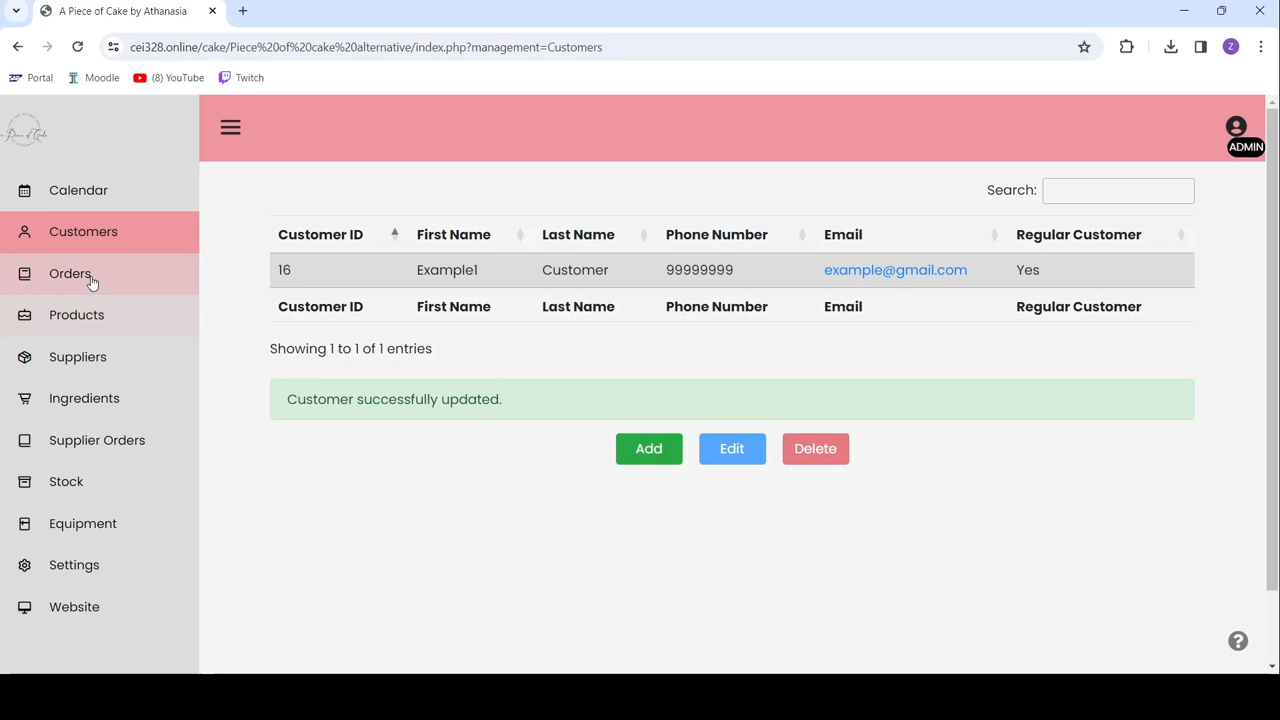 A Piece of Cake by Athanasia
cei328.online/cake/Piece%20of%20cake%20alternative/index.php?management=Customers
Z
Portal
Moodle
(8) YouTube
Twitch
Piece of Cake
ADMIN
Calendar
Customers
Orders
Products
Suppliers
Ingredients
Supplier Orders
Stock
Equipment
Settings
Website
Search:
Customer ID First Name Last Name Phone Number Email Regular Customer
16 Example1 Customer 99999999 example@gmail.com Yes
Customer ID First Name Last Name Phone Number Email Regular Customer
Showing 1 to 1 of 1 entries
Customer successfully updated.
Add Edit Delete
?